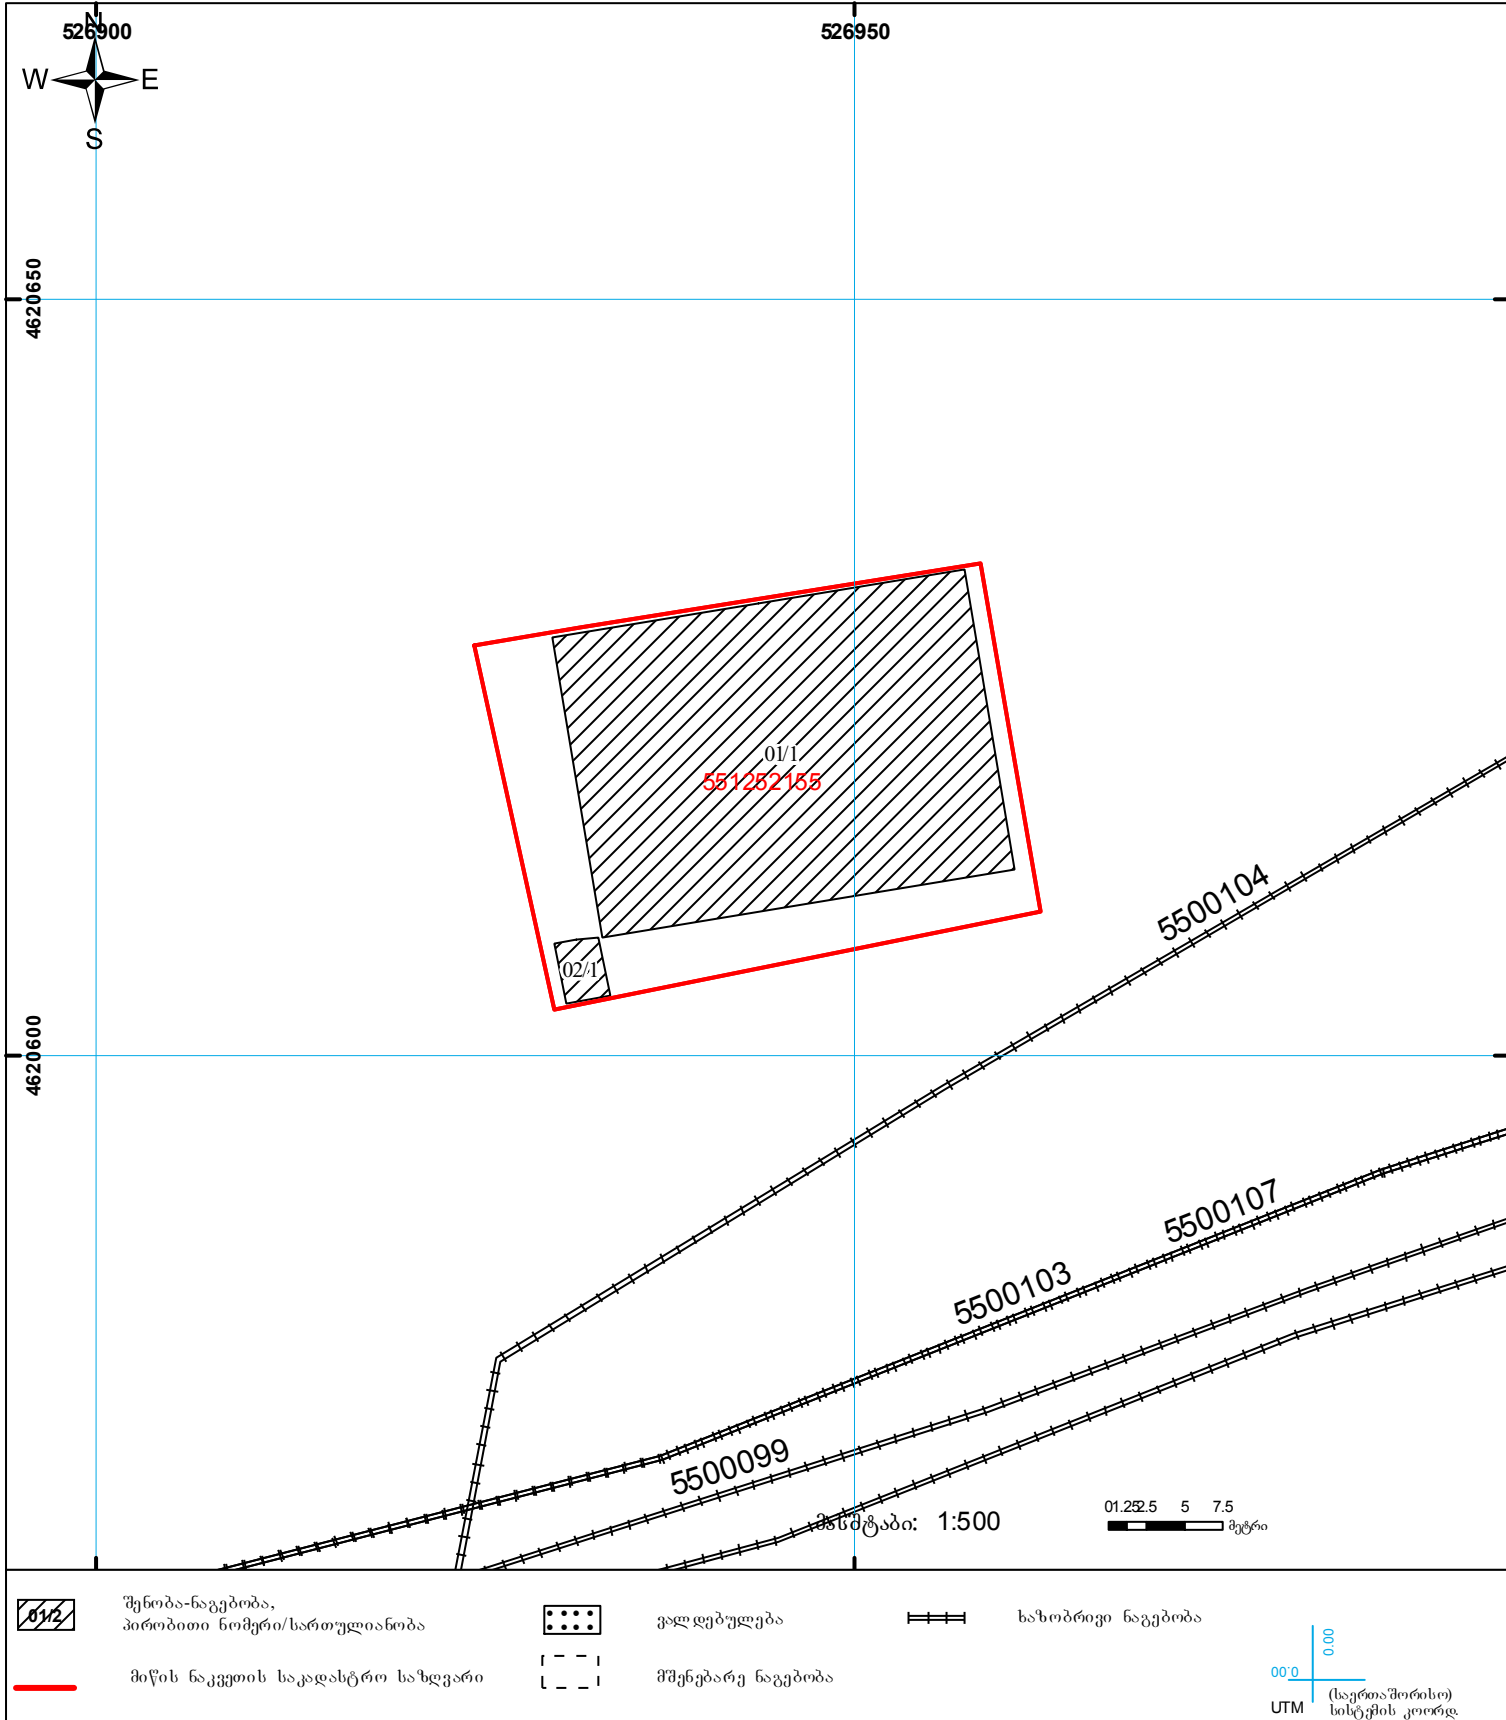 N
526900
526950
W
E
S
4620650
01/1
551252155
5500104
02/1
4620600
5500107
5500103
5500099
მასშტაბი: 1:500
0 1.25 2.5 5 7.5
მეტრი
01/2
შენობა-ნაგებობა,
პირობითი ნომერი/სართულიანობა
ვალდებულება
ხაზობრივი ნაგებობა
მიწის ნაკვეთის საკადასტრო საზღვარი
მშენებარე ნაგებობა
0.00
0.00
UTM
(საერთაშორისო)
სისტემის კოორდ.